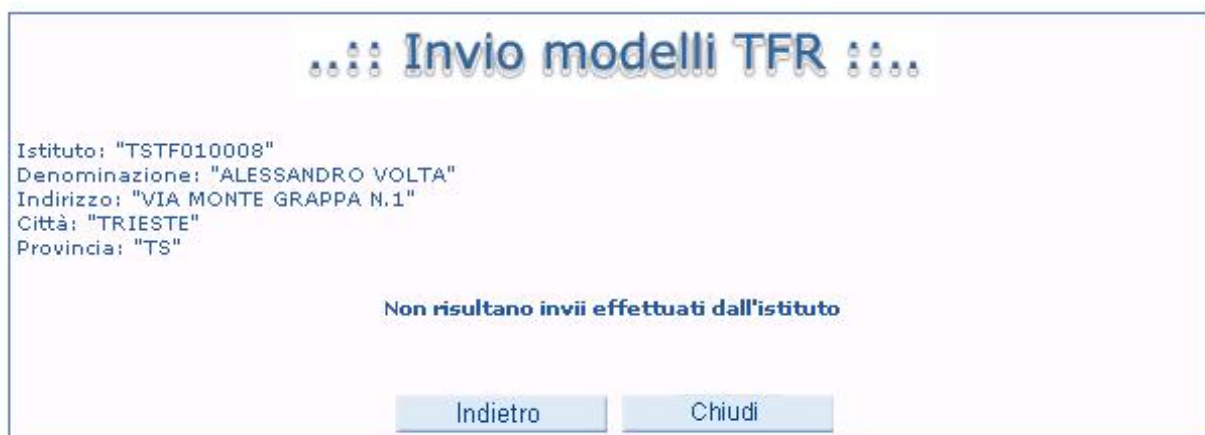 ..:: Invio modelli TFR ::..
Istituto: "TSTF010008"
Denominazione: "ALESSANDRO VOLTA"
Indirizzo: "VIA MONTE GRAPPA N.1"
Città: "TRIESTE"
Provincia: "TS"
Non risultano invii effettuati dall'istituto
Indietro Chiudi